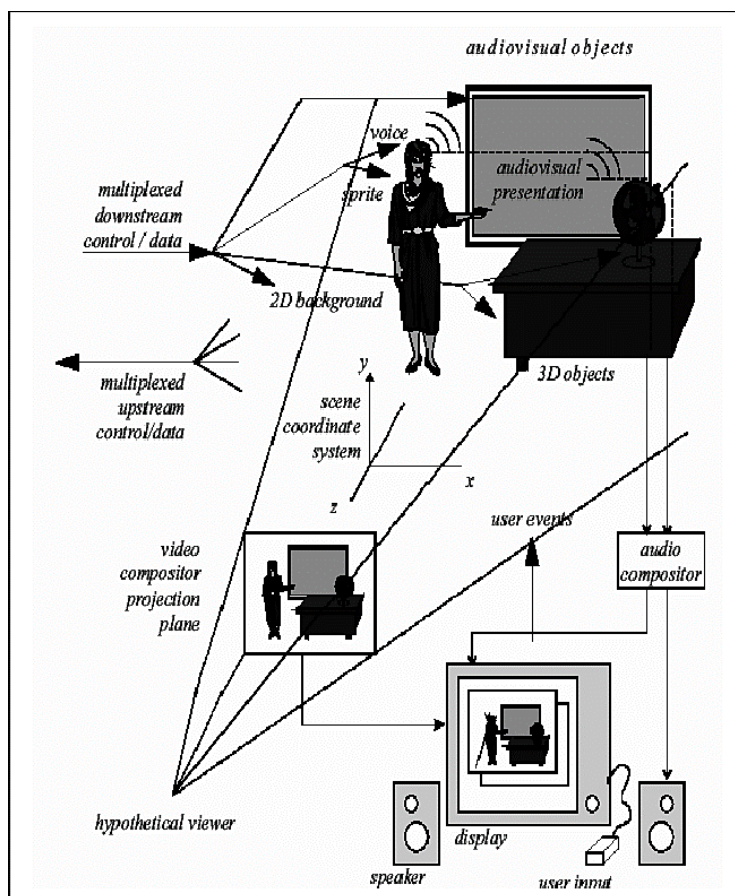 audiovisual objects
voice
sprite
audiovisual
presentation
multiplexed
downstream
control / data
2D background
3D objects
multiplexed
upstream
control/data
y
scene
coordinate
system
x
z
user events
audio
compositor
video
compositor
projection
plane
hypothetical viewer
display
speaker
user input